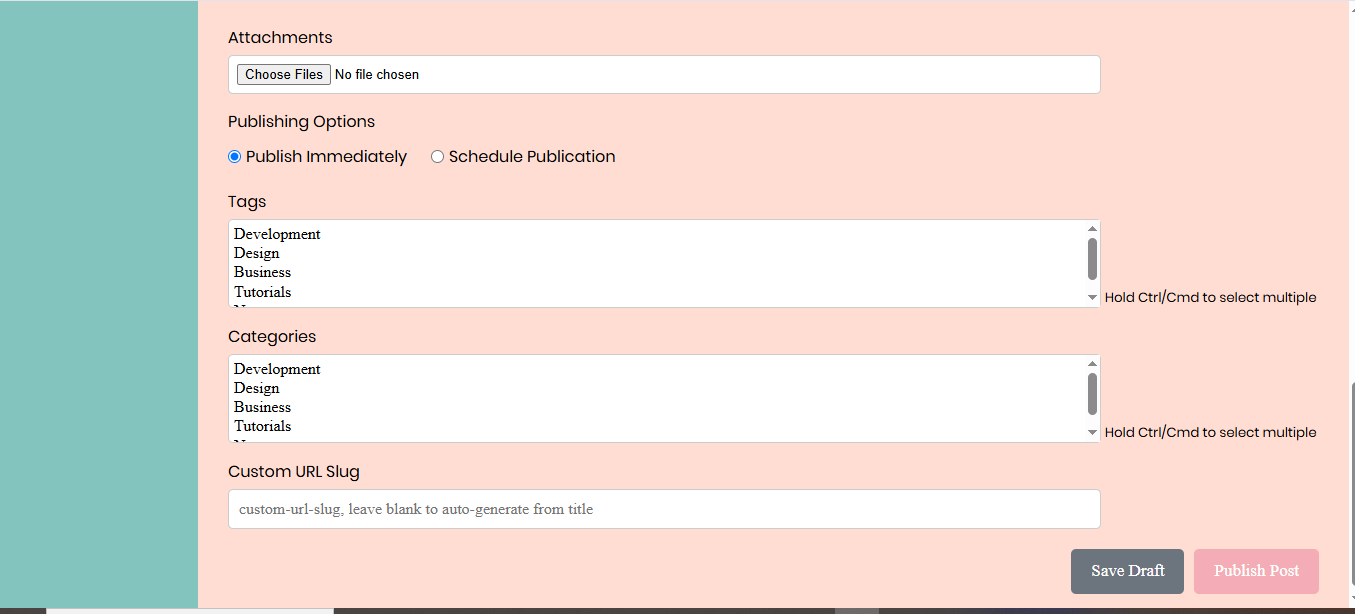 Attachments
Choose Files No file chosen
Publishing Options
Publish Immediately Schedule Publication
Tags
Development
Design
Business
Tutorials
Hold Ctrl/Cmd to select multiple
Categories
Development
Design
Business
Tutorials
Hold Ctrl/Cmd to select multiple
Custom URL Slug
custom-url-slug, leave blank to auto-generate from title
Save Draft Publish Post